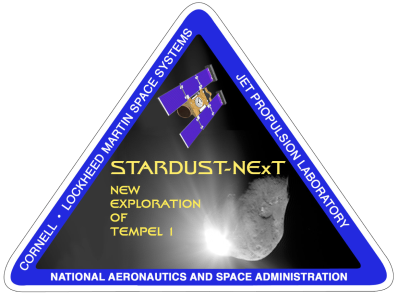 CORNELL • LOCKHEED MARTIN SPACE SYSTEMS
JET PROPULSION LABORATORY
STARDUST-NExT
NEW
EXPLORATION
OF
TEMPEL 1
NATIONAL AERONAUTICS AND SPACE ADMINISTRATION